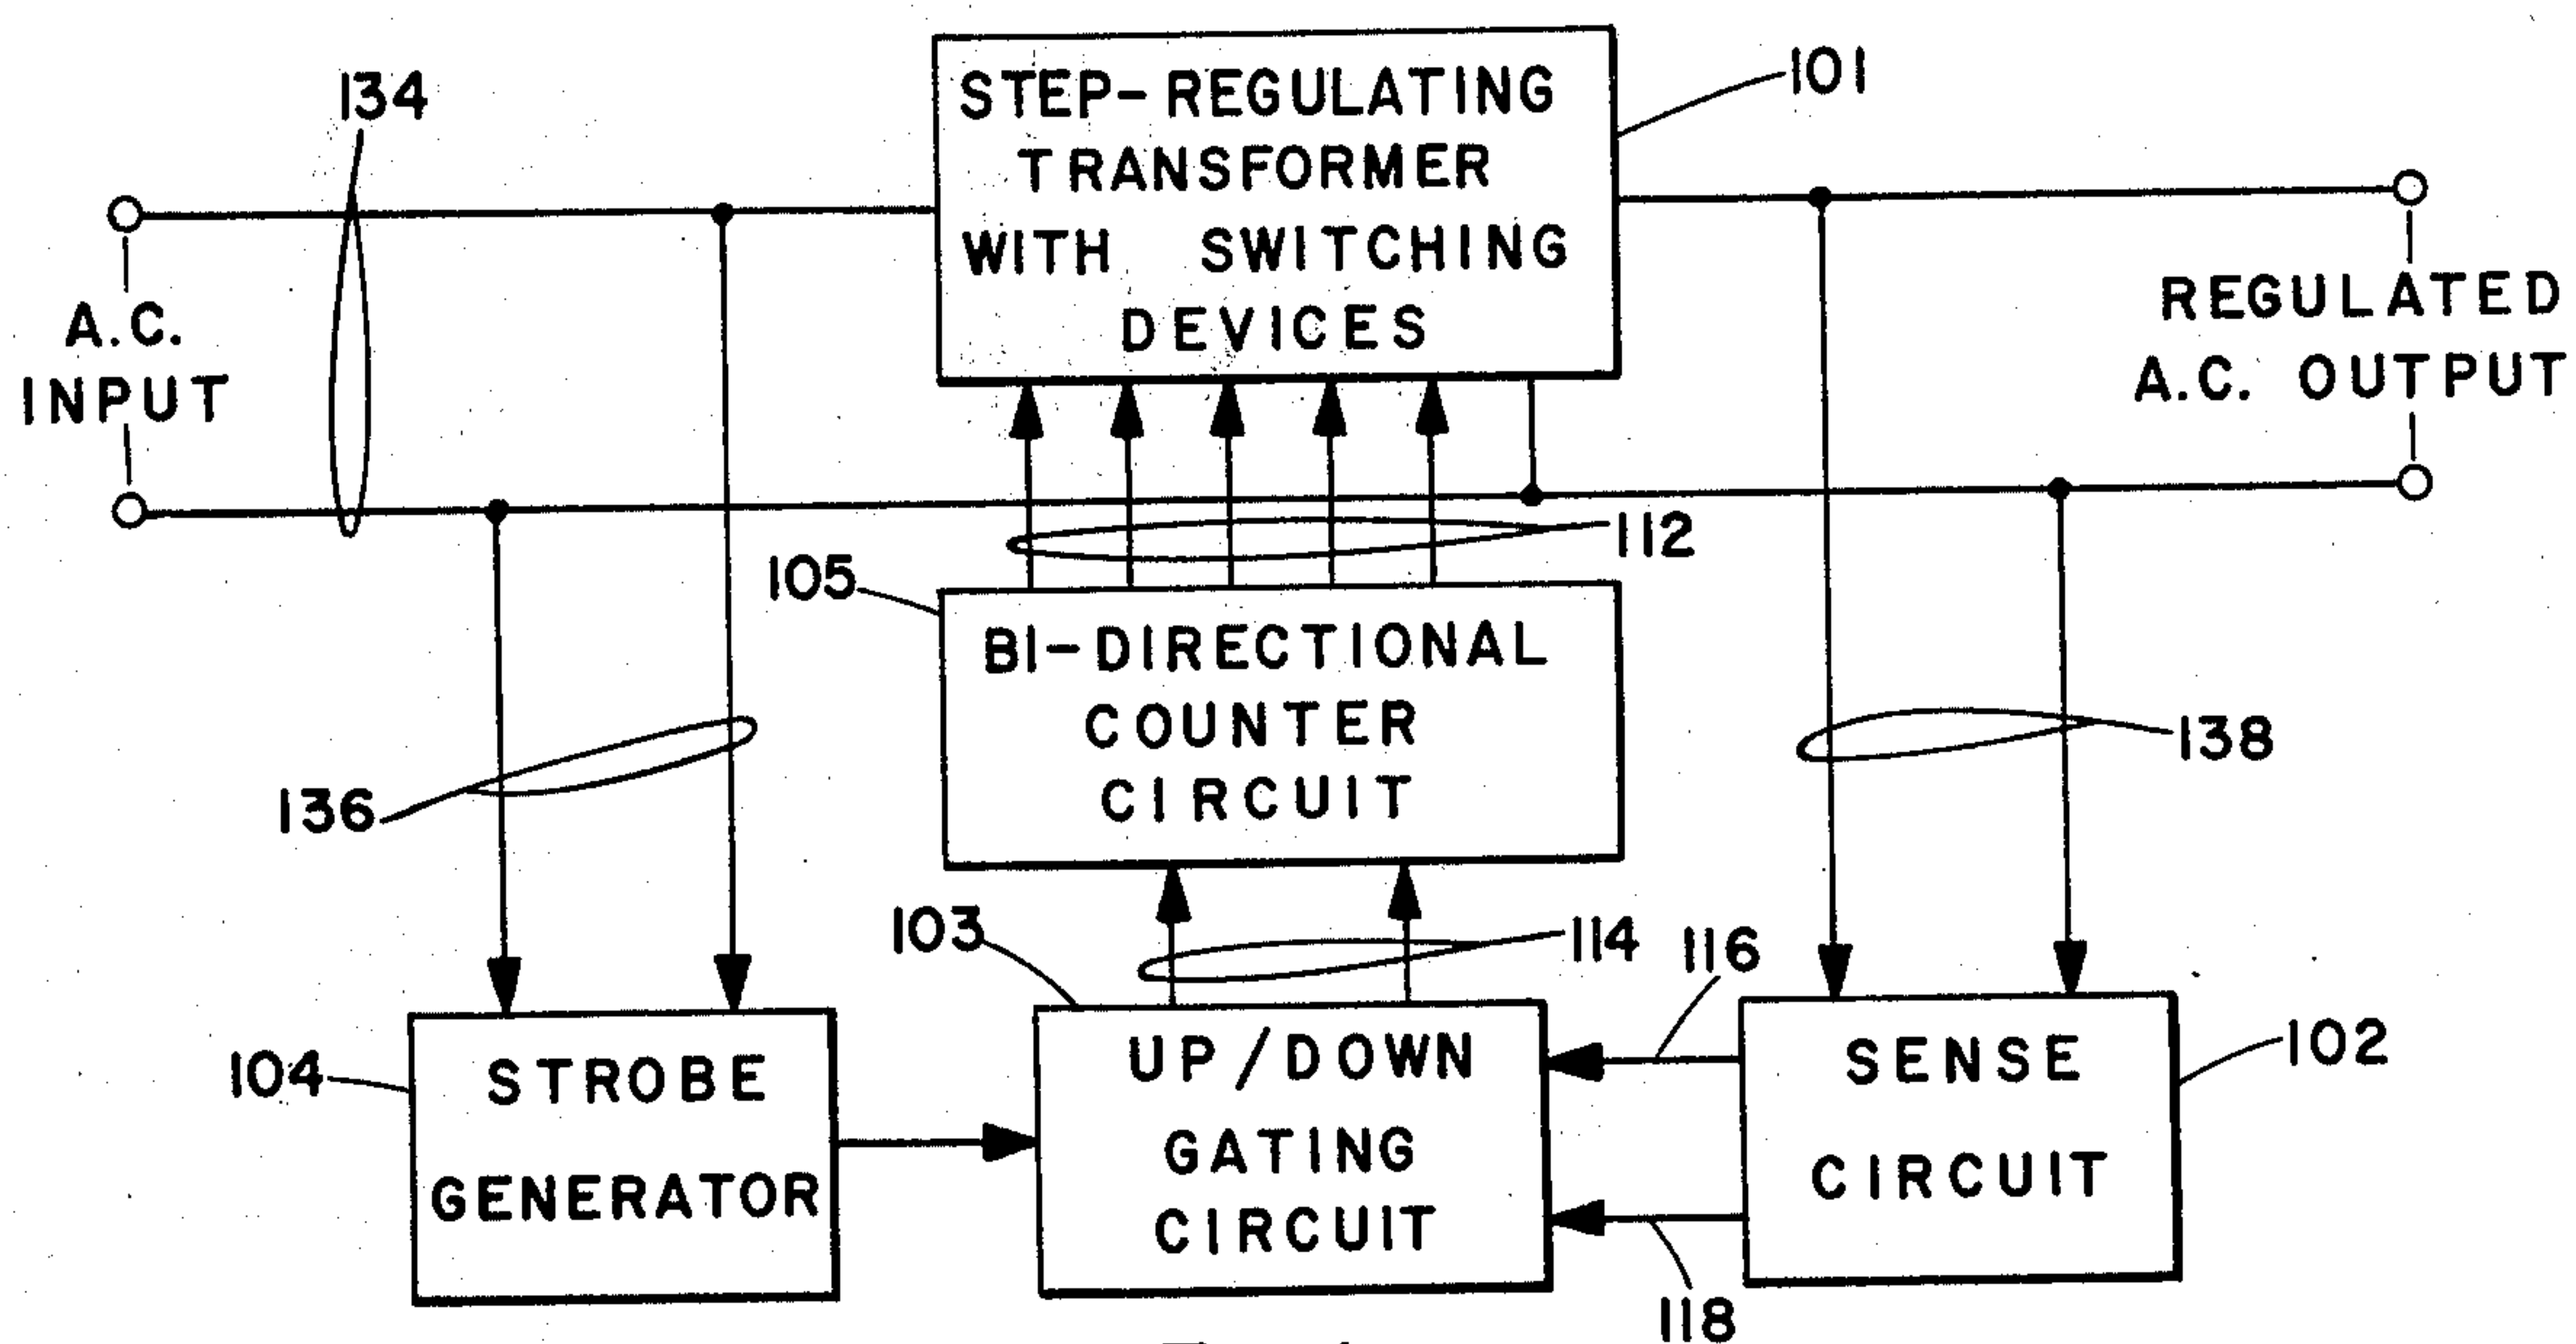 134
STEP-REGULATING
TRANSFORMER
WITH SWITCHING
DEVICES
101
A.C.
INPUT
REGULATED
A.C. OUTPUT
112
105
BI-DIRECTIONAL
COUNTER
CIRCUIT
136
138
103
114
116
104
STROBE
GENERATOR
UP/DOWN
GATING
CIRCUIT
SENSE
CIRCUIT
102
118